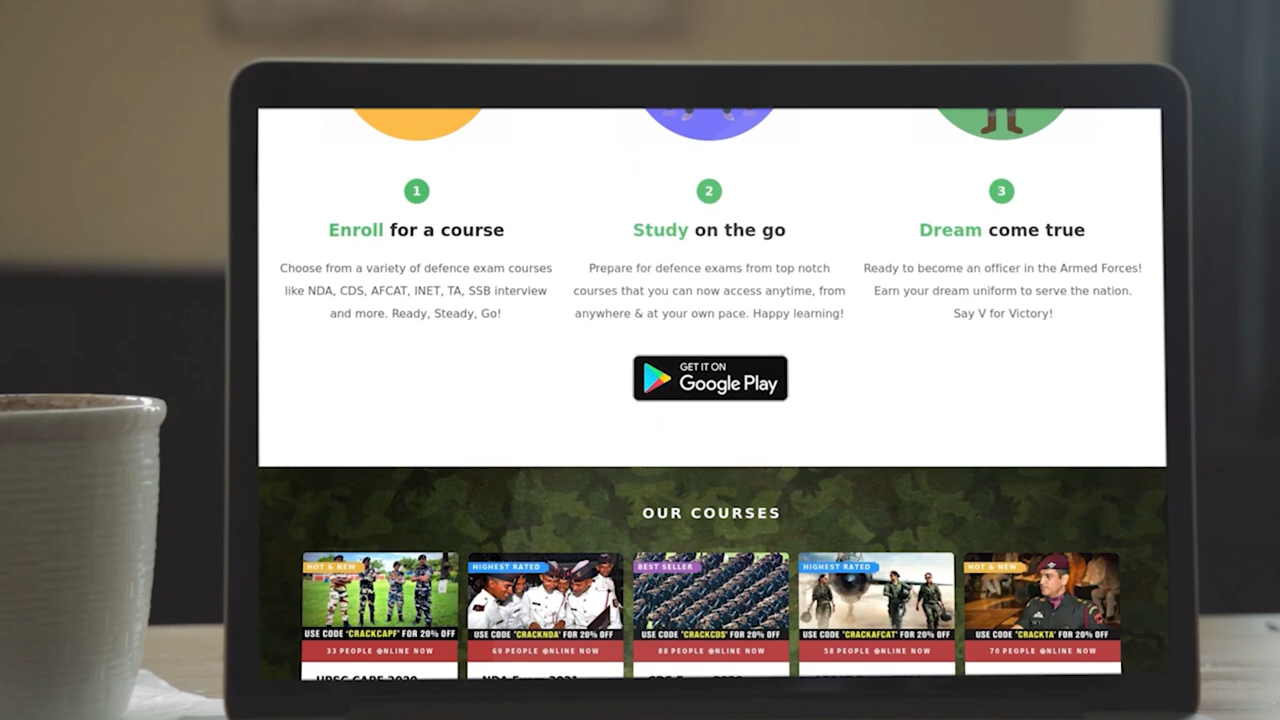 1
Enroll for a course
Choose from a variety of defence exam courses
like NDA, CDS, AFCAT, INET, TA, SSB interview
and more. Ready, Steady, Go!
2
Study on the go
Prepare for defence exams from top notch
courses that you can now access anytime, from
anywhere & at your own pace. Happy learning!
3
Dream come true
Ready to become an officer in the Armed Forces!
Earn your dream uniform to serve the nation.
Say V for Victory!
GET IT ON
Google Play
OUR COURSES
HOT & NEW
USE CODE 'CRACKCAPF' FOR 20% OFF
33 PEOPLE ONLINE NOW
HIGHEST RATED
USE CODE 'CRACKNDA' FOR 20% OFF
69 PEOPLE ONLINE NOW
BEST SELLER
USE CODE 'CRACKCDS' FOR 20% OFF
88 PEOPLE ONLINE NOW
HIGHEST RATED
USE CODE 'CRACKAFCAT' FOR 20% OFF
58 PEOPLE ONLINE NOW
HOT & NEW
USE CODE 'CRACKTA' FOR 20% OFF
70 PEOPLE ONLINE NOW